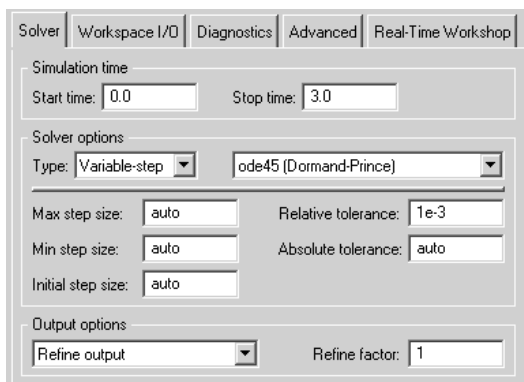 Solver Workspace I/O Diagnostics Advanced Real-Time Workshop
Simulation time
Start time: 0.0 Stop time: 3.0
Solver options
Type: Variable-step ode45 (Dormand-Prince)
Max step size: auto Relative tolerance: 1e-3
Min step size: auto Absolute tolerance: auto
Initial step size: auto
Output options
Refine output Refine factor: 1